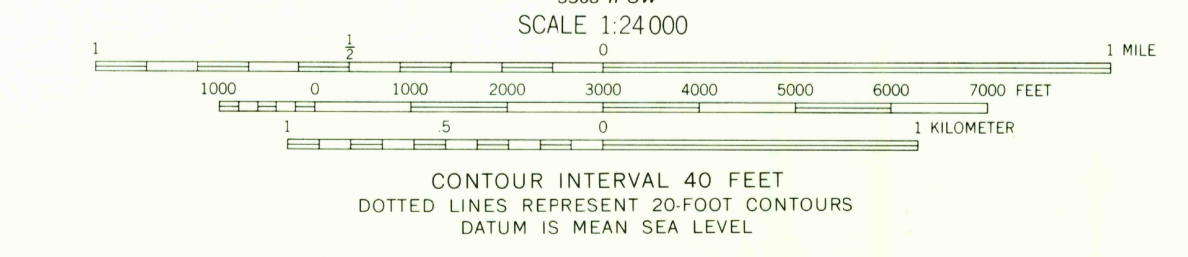 SCALE 1:24000
1 1/2 0 1 MILE
1000 0 1000 2000 3000 4000 5000 6000 7000 FEET
1 .5 0 1 KILOMETER
CONTOUR INTERVAL 40 FEET
DOTTED LINES REPRESENT 20-FOOT CONTOURS
DATUM IS MEAN SEA LEVEL